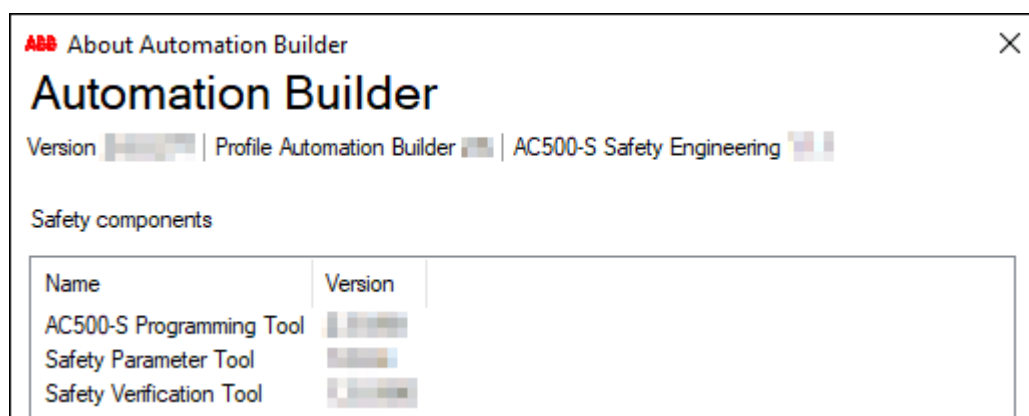 ABB About Automation Builder
Automation Builder
Version | Profile Automation Builder | AC500-S Safety Engineering
Safety components
Name Version
AC500-S Programming Tool
Safety Parameter Tool
Safety Verification Tool